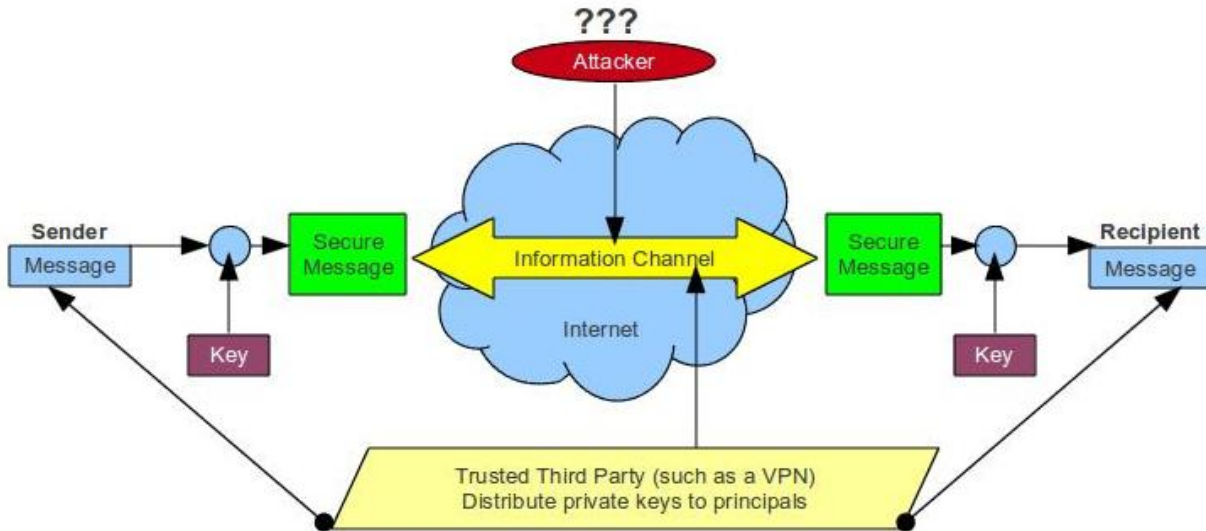 ???
Attacker
Sender
Message
Key
Secure
Message
Information Channel
Internet
Secure
Message
Key
Recipient
Message
Trusted Third Party (such as a VPN)
Distribute private keys to principals